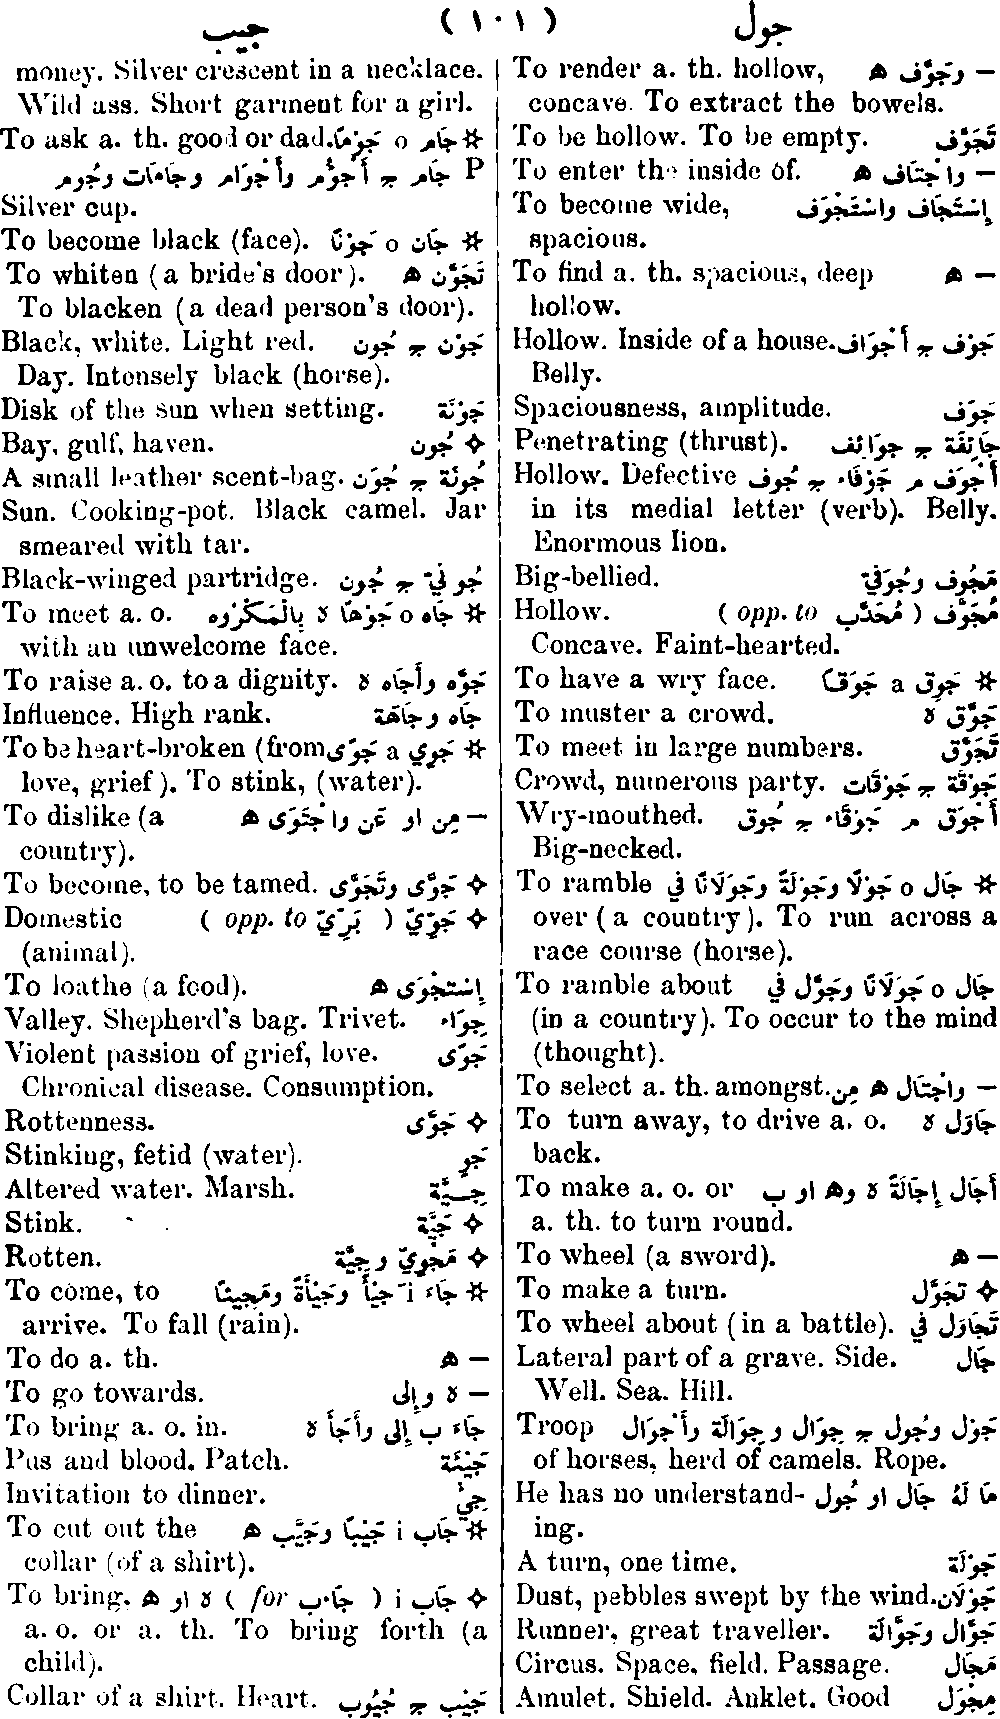 جول ( ١٠١ ) جيب
To render a. th. hollow, — وجَوَّف ه
concave. To extract the bowels.
To be hollow. To be empty. تَجَوَّف
To enter the inside of. — واجْتَاف ه
To become wide, إِسْتَجَاف واسْتَجْوَف
spacious.
To find a. th. spacious, deep — ه
hollow.
Hollow. Inside of a house. جَوْف ج أَجْوَاف
Belly.
Spaciousness, amplitude. جَوَف
Penetrating (thrust). جَائِفَة ج جَوَائِف
Hollow. Defective أَجْوَف م جَوْفَاء ج جُوف
in its medial letter (verb). Belly.
Enormous lion.
Big-bellied. مَجُوف وجُوَفِيّ
Hollow. مُجَوَّف ( opp. to مُحَدَّب )
Concave. Faint-hearted.
To have a wry face. ✲ جَوِق a جَوَقًا
To muster a crowd. جَوَّق لا
To meet in large numbers. تَجَوَّق
Crowd, numerous party. جَوْقَة ج جَوْقَات
Wry-mouthed. أَجْوَق م جَوْقَاء ج جُوق
Big-necked.
To ramble ✲ جَال o جَوْلًا وجَوْلَةً وجَوَلَانًا في
over (a country). To run across a
race course (horse).
To ramble about جَال o جَوَلَانًا وجَوَّل في
(in a country). To occur to the mind
(thought).
To select a. th. amongst. — واجْتَال ه مِن
To turn away, to drive a. o. جَاوَل لا
back.
To make a. o. or أَجَال إِجَالَةً لا وه او ب
a. th. to turn round.
To wheel (a sword). — ه
To make a turn. ✧ تَجَوَّل
To wheel about (in a battle). تَجَاوَل في
Lateral part of a grave. Side. جَال
Well. Sea. Hill.
Troop جَوْل وجُول ج جِوَال وجِوَالَة وأَجْوَال
of horses, herd of camels. Rope.
He has no understand- مَا لَهُ جَال او جُول
ing.
A turn, one time. جَوْلَة
Dust, pebbles swept by the wind. جَوْلَان
Runner, great traveller. جَوَّال وجَوَّالَة
Circus. Space, field. Passage. مَجَال
Amulet. Shield. Anklet. Good مِجْوَل
money. Silver crescent in a necklace.
Wild ass. Short garment for a girl.
To ask a. th. good or dad. ✲ جَام o جَوْمًا
P جَام ج أَجْوُم وأَجْوَام وجَامَات وجُوم
Silver cup.
To become black (face). ✲ جَان o جَوْنًا
To whiten (a bride's door). تَجَوَّن ه
To blacken (a dead person's door).
Black, white. Light red. جَوْن ج جُون
Day. Intensely black (horse).
Disk of the sun when setting. جَوْنَة
Bay, gulf, haven. ✧ جُون
A small leather scent-bag. جُونَة ج جُوَن
Sun. Cooking-pot. Black camel. Jar
smeared with tar.
Black-winged partridge. جُونِيّ ج جُون
To meet a. o. ✲ جَاه o جَوْهًا لا بِالْمَكْرُوه
with an unwelcome face.
To raise a. o. to a dignity. جَوَّه وأَجَاه لا
Influence. High rank. جَاه وجَاهَة
To be heart-broken (from ✲ جَوِي a جَوًى
love, grief). To stink, (water).
To dislike (a — مِن او عَن واجْتَوَى ه
country).
To become, to be tamed. ✧ جَوَّى وتَجَوَّى
Domestic ✧ جَوِّيّ ( opp. to بَرِّيّ )
(animal).
To loathe (a food). إِسْتَجْوَى ه
Valley. Shepherd's bag. Trivet. جِوَاء
Violent passion of grief, love. جَوًى
Chronical disease. Consumption.
Rottenness. ✧ جَوًى
Stinking, fetid (water). جَوٍ
Altered water. Marsh. جِيَّة
Stink. ✧ جَيَّة
Rotten. ✧ مَجْوِيّ وجِيَّة
To come, to ✲ جَاء i جَيْأً وجَيْأَةً ومَجِيئًا
arrive. To fall (rain).
To do a. th. — ه
To go towards. — لا وإِلى
To bring a. o. in. جَاءَ ب إِلى وأَجَأَ لا
Pus and blood. Patch. جَيْئَة
Invitation to dinner. جِيْ
To cut out the ✲ جَاب i جَيْبًا وجَيَّب ه
collar (of a shirt).
To bring. ✧ جَاب i ( for جَاءَ ب ) لا او ه
a. o. or a. th. To bring forth (a
child).
Collar of a shirt. Heart. جَيْب ج جُيُوب